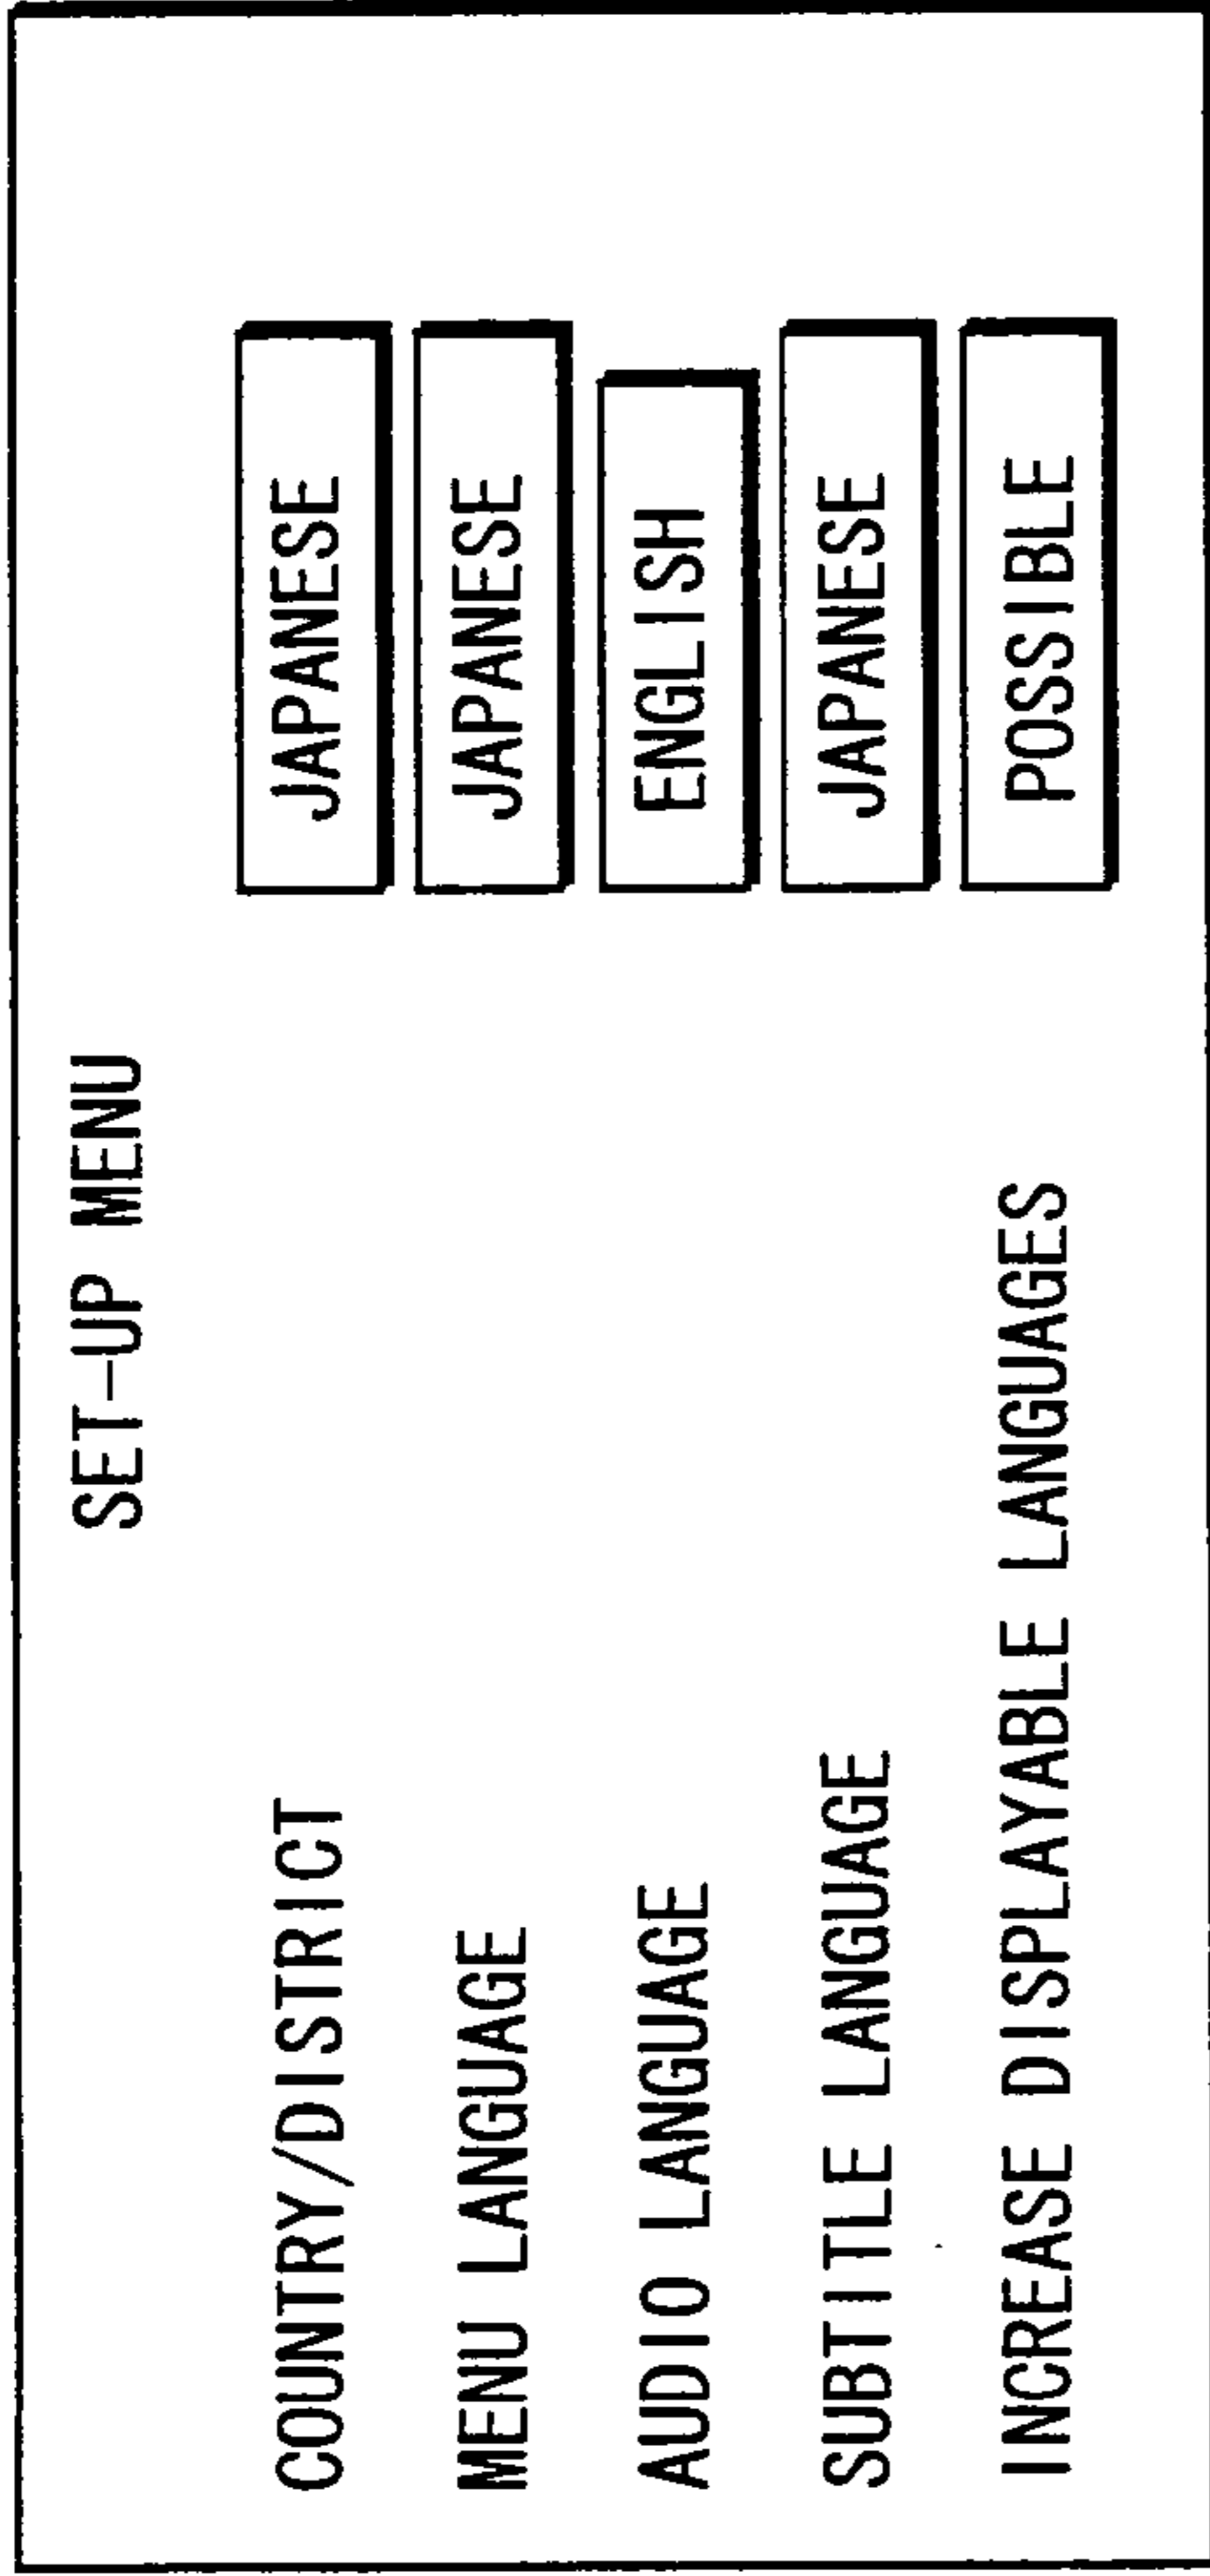 SET-UP MENU
COUNTRY/DISTRICT JAPANESE
MENU LANGUAGE JAPANESE
AUDIO LANGUAGE ENGLISH
SUBTITLE LANGUAGE JAPANESE
INCREASE DISPLAYABLE LANGUAGES POSSIBLE